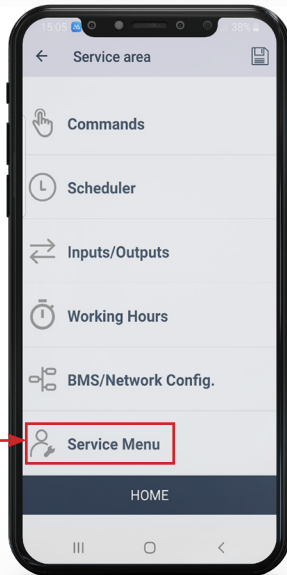 15:05 38%
Service area
Commands
Scheduler
Inputs/Outputs
Working Hours
BMS/Network Config.
Service Menu
HOME